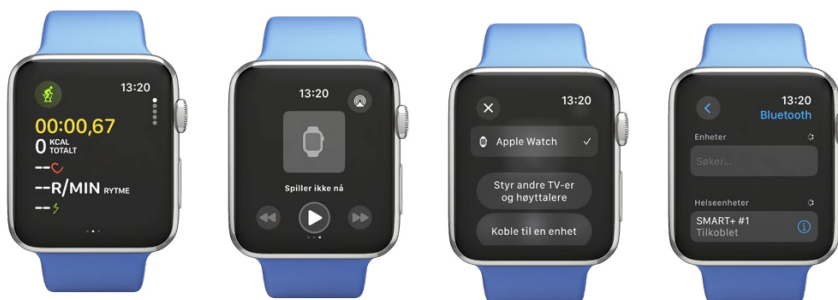 13:20
00:00,67
0 KCAL TOTALT
--
--R/MIN RYTME
--
13:20
Spiller ikke nå
13:20
Apple Watch
Styr andre TV-er
og høyttalere
Koble til en enhet
13:20
Bluetooth
Enheter
Søker...
Helseenheter
SMART+ #1
Tilkoblet